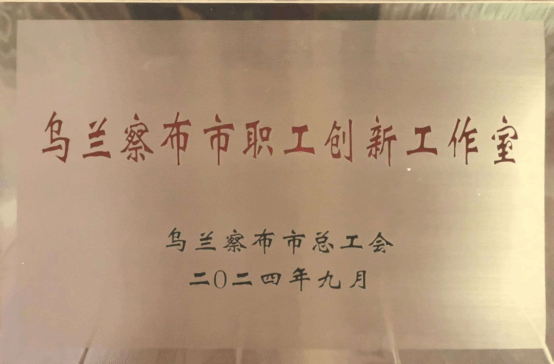 乌兰察布市职工创新工作室
乌兰察布市总工会
二〇二四年九月